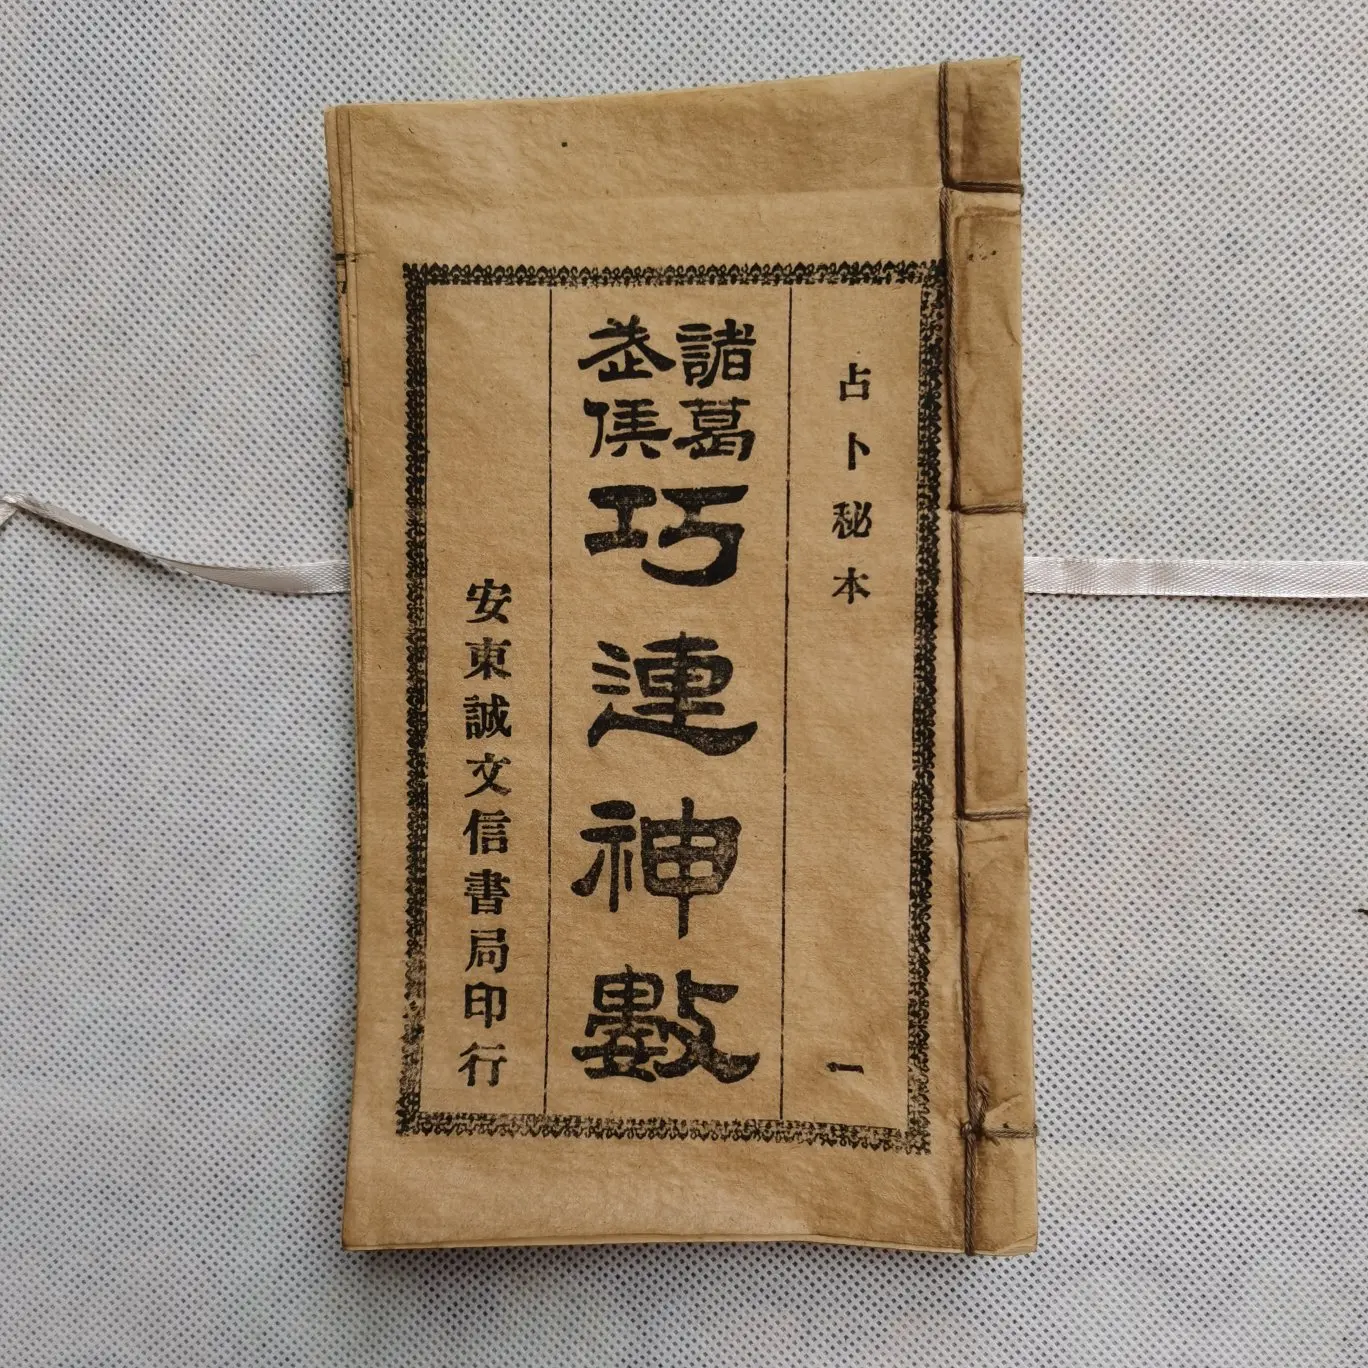 占卜秘本
一
諸葛
武侯
巧連神數
安東誠文信書局印行